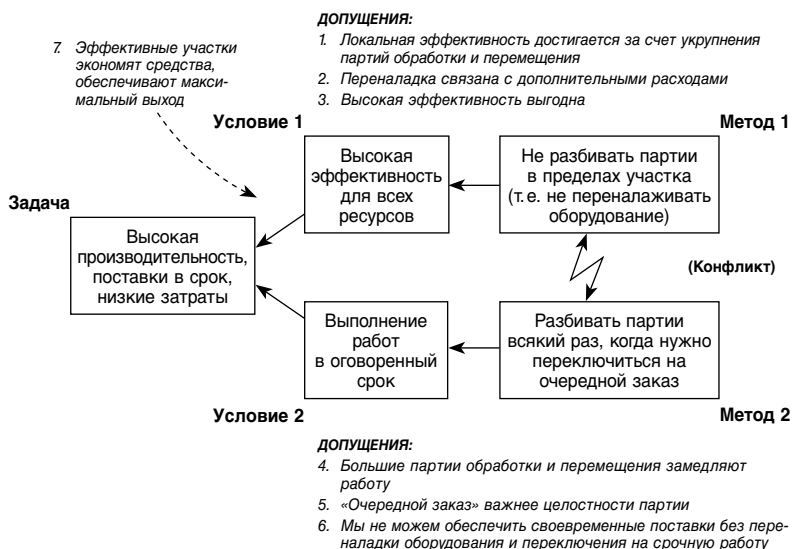 ДОПУЩЕНИЯ:
1. Локальная эффективность достигается за счет укрупнения
партий обработки и перемещения
2. Переналадка связана с дополнительными расходами
3. Высокая эффективность выгодна
7. Эффективные участки
экономят средства,
обеспечивают макси-
мальный выход
Условие 1
Метод 1
Высокая
эффективность
для всех
ресурсов
Не разбивать партии
в пределах участка
(т. е. не переналаживать
оборудование)
Задача
Высокая
производительность,
поставки в срок,
низкие затраты
(Конфликт)
Выполнение
работ
в оговоренный
срок
Разбивать партии
всякий раз, когда нужно
переключиться на
очередной заказ
Условие 2
Метод 2
ДОПУЩЕНИЯ:
4. Большие партии обработки и перемещения замедляют
работу
5. «Очередной заказ» важнее целостности партии
6. Мы не можем обеспечить своевременные поставки без пере-
наладки оборудования и переключения на срочную работу